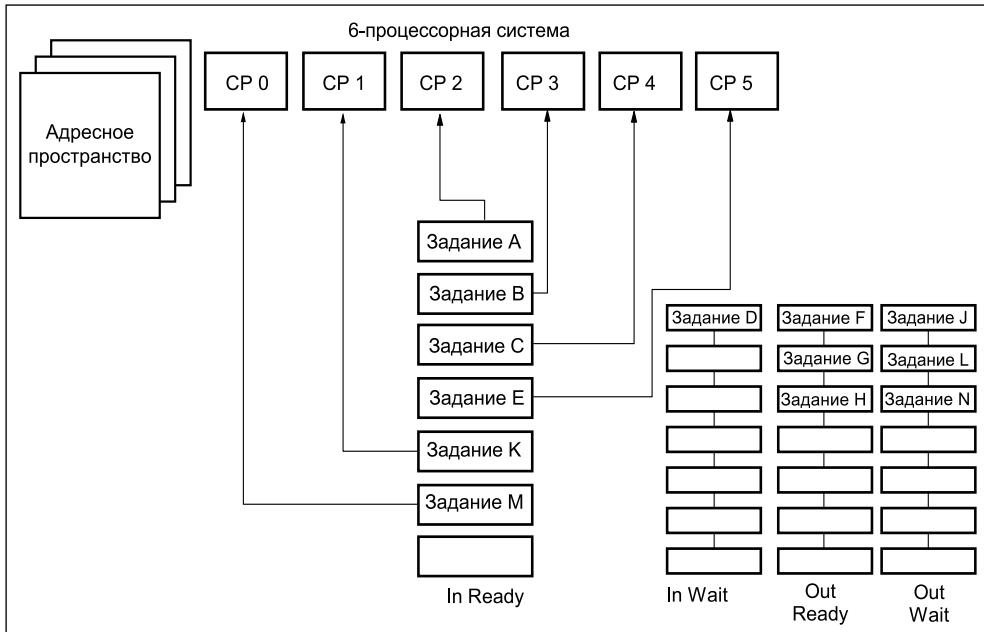 6-процессорная система
Адресное
пространство
CP 0
CP 1
CP 2
CP 3
CP 4
CP 5
Задание A
Задание B
Задание C
Задание E
Задание K
Задание M
In Ready
Задание D
In Wait
Задание F
Задание G
Задание H
Out
Ready
Задание J
Задание L
Задание N
Out
Wait